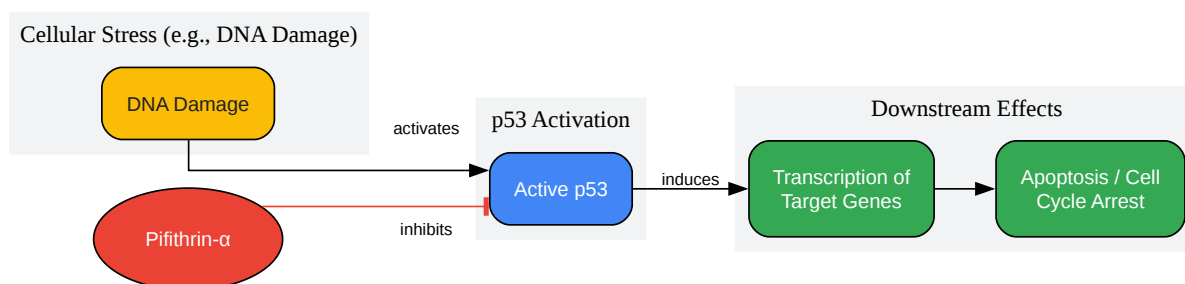 Cellular Stress (e.g., DNA Damage)
DNA Damage
activates
p53 Activation
Active p53
Pifithrin-α
inhibits
induces
Downstream Effects
Transcription of
Target Genes
Apoptosis / Cell
Cycle Arrest